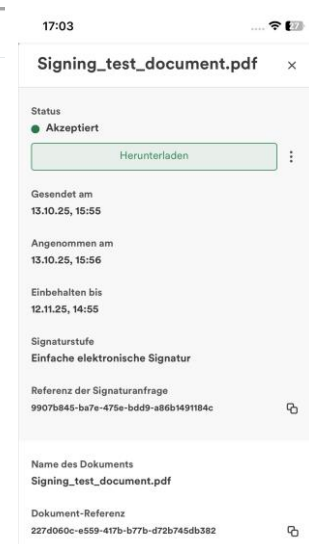 17:03
27
Signing_test_document.pdf
Status
Akzeptiert
Herunterladen
Gesendet am
13.10.25, 15:55
Angenommen am
13.10.25, 15:56
Einbehalten bis
12.11.25, 14:55
Signaturstufe
Einfache elektronische Signatur
Referenz der Signaturanfrage
9907b845-ba7e-475e-bdd9-a86b1491184c
Name des Dokuments
Signing_test_document.pdf
Dokument-Referenz
227d060c-e559-417b-b77b-d72b745db382